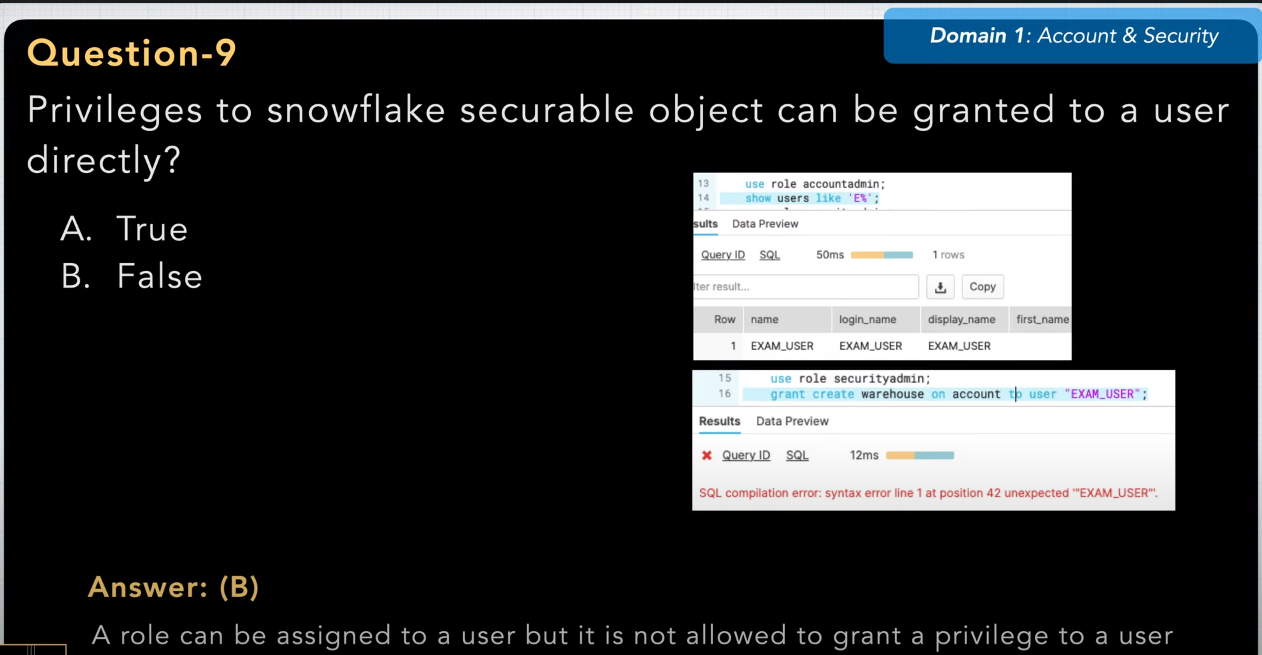 Domain 1: Account & Security
Question-9
Privileges to snowflake securable object can be granted to a user
directly?
A. True
B. False
13 use role accountadmin;
14 show users like 'E%';
sults Data Preview
Query ID SQL 50ms 1 rows
lter result... Copy
Row name login_name display_name first_name
1 EXAM_USER EXAM_USER EXAM_USER
15 use role securityadmin;
16 grant create warehouse on account to user "EXAM_USER";
Results Data Preview
Query ID SQL 12ms
SQL compilation error: syntax error line 1 at position 42 unexpected '"EXAM_USER"'.
Answer: (B)
A role can be assigned to a user but it is not allowed to grant a privilege to a user